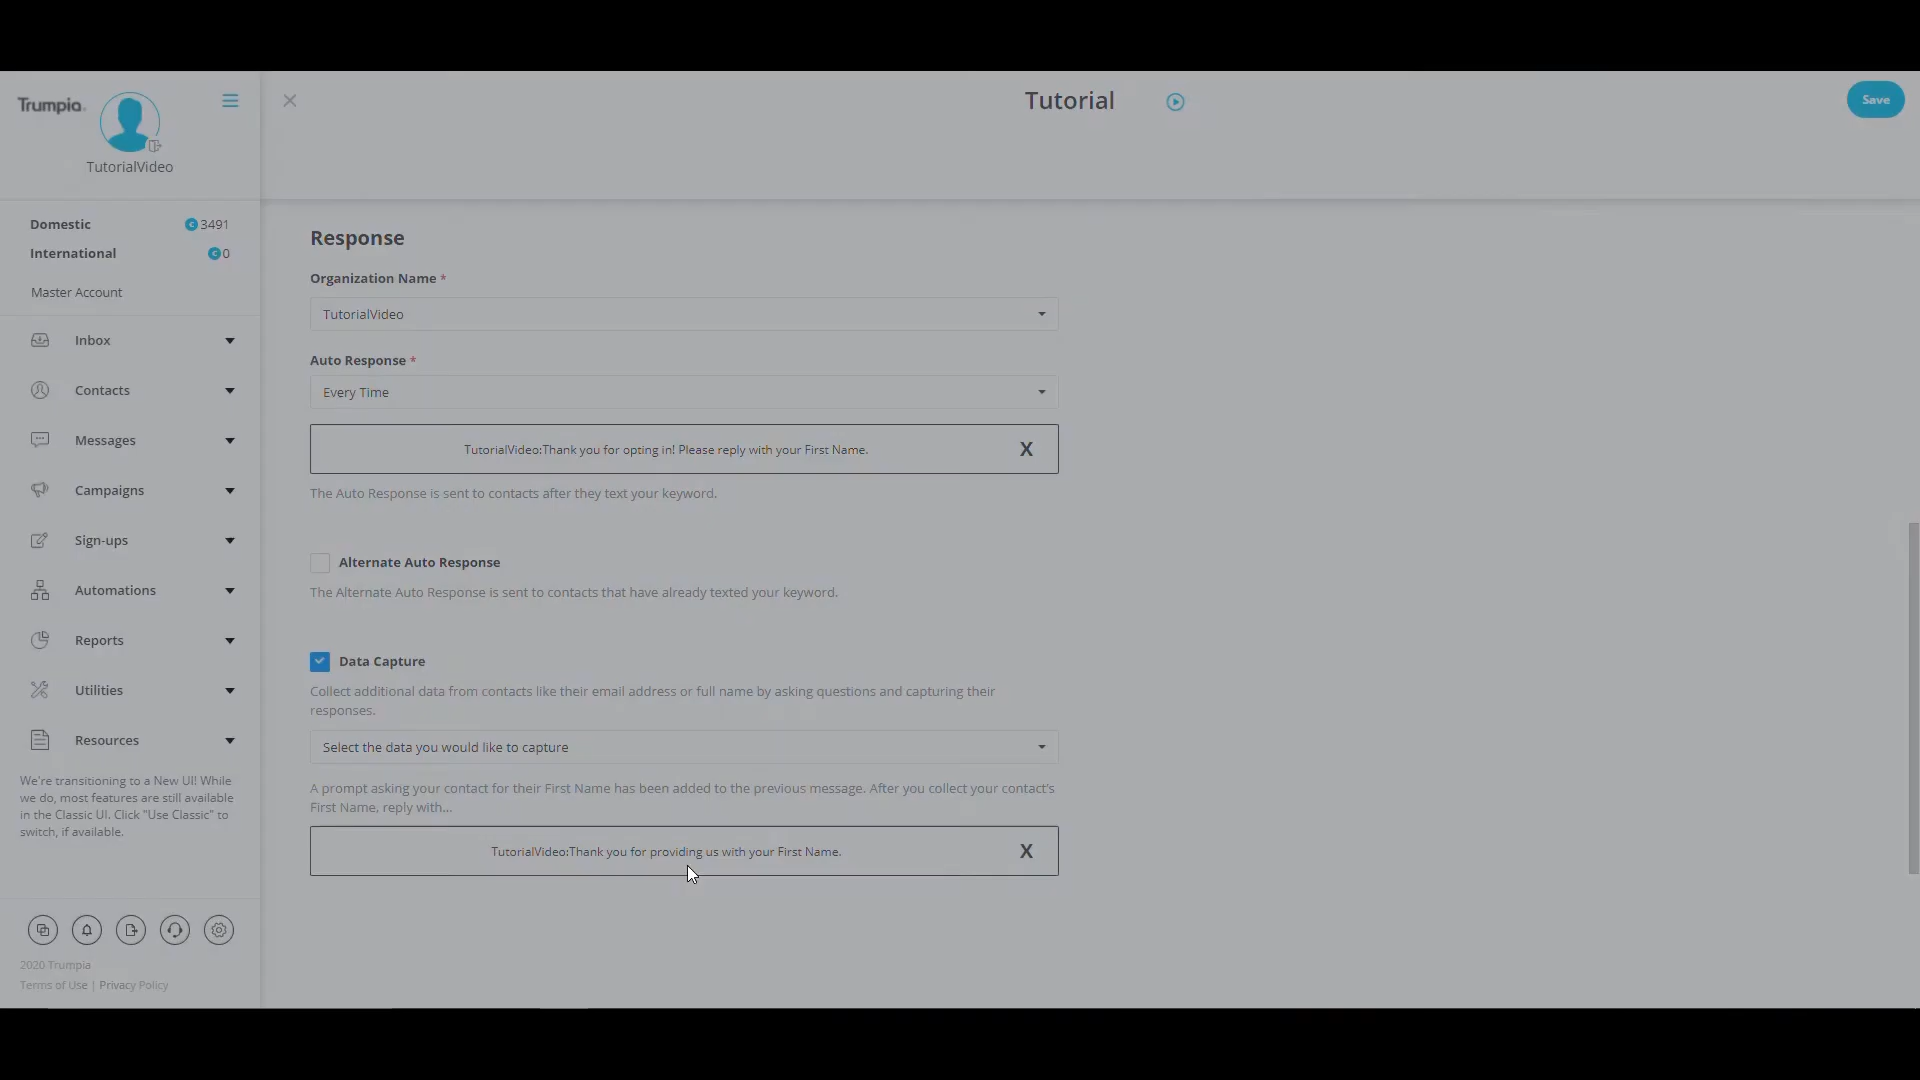 Trumpia.
TutorialVideo
Domestic
3491
International
0
Master Account
Inbox
Contacts
Messages
Campaigns
Sign-ups
Automations
Reports
Utilities
Resources
We're transitioning to a New UI! While
we do, most features are still available
in the Classic UI. Click "Use Classic" to
switch, if available.
2020 Trumpia
Terms of Use | Privacy Policy
Tutorial
Save
Response
Organization Name *
TutorialVideo
Auto Response *
Every Time
TutorialVideo:Thank you for opting in! Please reply with your First Name.
X
The Auto Response is sent to contacts after they text your keyword.
Alternate Auto Response
The Alternate Auto Response is sent to contacts that have already texted your keyword.
Data Capture
Collect additional data from contacts like their email address or full name by asking questions and capturing their
responses.
Select the data you would like to capture
A prompt asking your contact for their First Name has been added to the previous message. After you collect your contact's
First Name, reply with...
TutorialVideo:Thank you for providing us with your First Name.
X